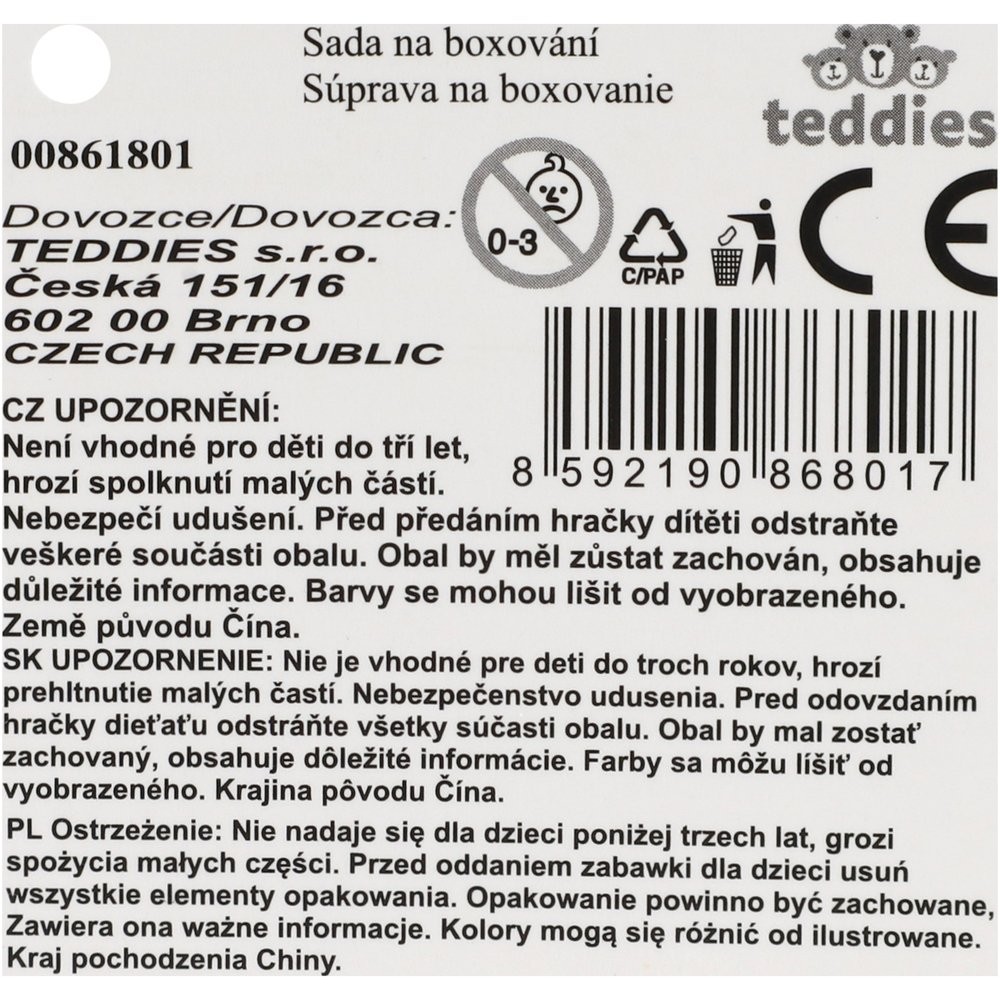 Sada na boxování
Súprava na boxovanie
teddies
00861801
0-3
C/PAP
CE
Dovozce/Dovozca:
TEDDIES s.r.o.
Česká 151/16
602 00 Brno
CZECH REPUBLIC
8 592190 868017
CZ UPOZORNĚNÍ:
Není vhodné pro děti do tří let,
hrozí spolknutí malých částí.
Nebezpečí udušení. Před předáním hračky dítěti odstraňte
veškeré součásti obalu. Obal by měl zůstat zachován, obsahuje
důležité informace. Barvy se mohou lišit od vyobrazeného.
Země původu Čína.
SK UPOZORNENIE: Nie je vhodné pre deti do troch rokov, hrozí
prehltnutie malých častí. Nebezpečenstvo udusenia. Pred odovzdaním
hračky dieťaťu odstráňte všetky súčasti obalu. Obal by mal zostať
zachovaný, obsahuje dôležité informácie. Farby sa môžu líšiť od
vyobrazeného. Krajina pôvodu Čína.
PL Ostrzeżenie: Nie nadaje się dla dzieci poniżej trzech lat, grozi
spożycia małych części. Przed oddaniem zabawki dla dzieci usuń
wszystkie elementy opakowania. Opakowanie powinno być zachowane,
Zawiera ona ważne informacje. Kolory mogą się różnić od ilustrowane.
Kraj pochodzenia Chiny.